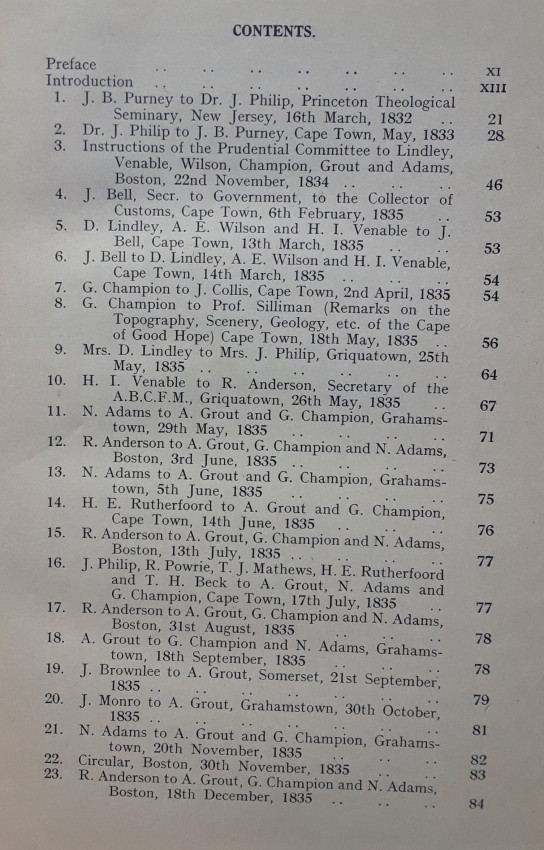 CONTENTS.
Preface .. .. .. .. .. .. .. XI
Introduction .. .. .. .. .. .. .. XIII
1. J. B. Purney to Dr. J. Philip, Princeton Theological
Seminary, New Jersey, 16th March, 1832 .. 21
2. Dr. J. Philip to J. B. Purney, Cape Town, May, 1833 28
3. Instructions of the Prudential Committee to Lindley,
Venable, Wilson, Champion, Grout and Adams,
Boston, 22nd November, 1834 .. .. .. 46
4. J. Bell, Secr. to Government, to the Collector of
Customs, Cape Town, 6th February, 1835 .. 53
5. D. Lindley, A. E. Wilson and H. I. Venable to J.
Bell, Cape Town, 13th March, 1835 .. .. 53
6. J. Bell to D. Lindley, A. E. Wilson and H. I. Venable,
Cape Town, 14th March, 1835 .. .. .. 54
7. G. Champion to J. Collis, Cape Town, 2nd April, 1835 54
8. G. Champion to Prof. Silliman (Remarks on the
Topography, Scenery, Geology, etc. of the Cape
of Good Hope) Cape Town, 18th May, 1835 .. 56
9. Mrs. D. Lindley to Mrs. J. Philip, Griquatown, 25th
May, 1835 .. .. .. .. .. .. 64
10. H. I. Venable to R. Anderson, Secretary of the
A.B.C.F.M., Griquatown, 26th May, 1835 .. 67
11. N. Adams to A. Grout and G. Champion, Grahams-
town, 29th May, 1835 .. .. .. .. 71
12. R. Anderson to A. Grout, G. Champion and N. Adams,
Boston, 3rd June, 1835 .. .. .. .. 73
13. N. Adams to A. Grout and G. Champion, Grahams-
town, 5th June, 1835 .. .. .. .. 75
14. H. E. Rutherfoord to A. Grout and G. Champion,
Cape Town, 14th June, 1835 .. .. .. 76
15. R. Anderson to A. Grout, G. Champion and N. Adams,
Boston, 13th July, 1835 .. .. .. .. 77
16. J. Philip, R. Powrie, T. J. Mathews, H. E. Rutherfoord
and T. H. Beck to A. Grout, N. Adams and
G. Champion, Cape Town, 17th July, 1835 .. 77
17. R. Anderson to A. Grout, G. Champion and N. Adams,
Boston, 31st August, 1835 .. .. .. 78
18. A. Grout to G. Champion and N. Adams, Grahams-
town, 18th September, 1835 .. .. .. 78
19. J. Brownlee to A. Grout, Somerset, 21st September,
1835 .. .. .. .. .. .. .. 79
20. J. Monro to A. Grout, Grahamstown, 30th October,
1835 .. .. .. .. .. .. .. 81
21. N. Adams to A. Grout and G. Champion, Grahams-
town, 20th November, 1835 .. .. .. 82
22. Circular, Boston, 30th November, 1835 .. .. 83
23. R. Anderson to A. Grout, G. Champion and N. Adams,
Boston, 18th December, 1835 .. .. .. 84